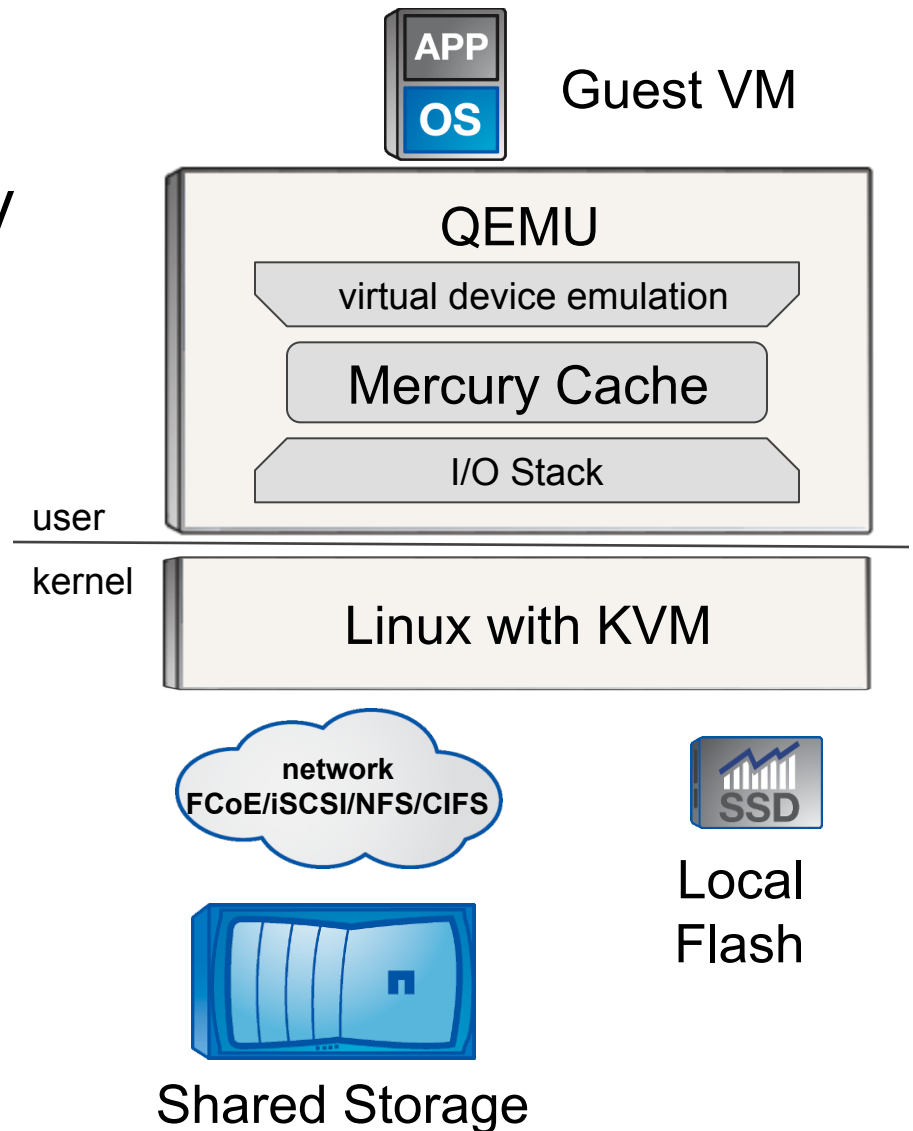 APP
OS
Guest VM
y
QEMU
virtual device emulation
Mercury Cache
I/O Stack
user
kernel
Linux with KVM
network
FCoE/iSCSI/NFS/CIFS
SSD
Local
Flash
Shared Storage